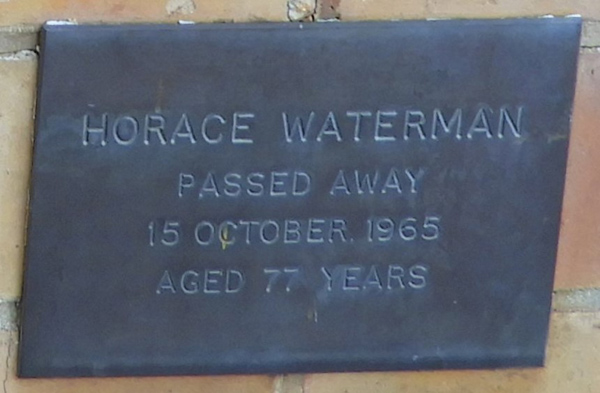 HORACE WATERMAN
PASSED AWAY
15 OCTOBER. 1965
AGED 77 YEARS